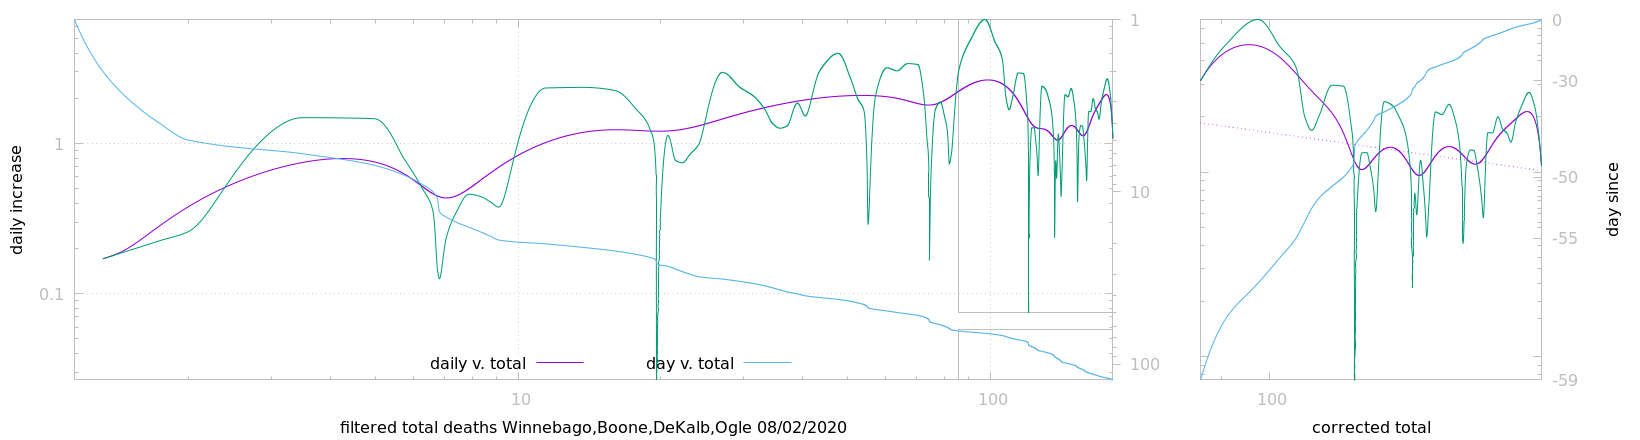 1
0
daily increase
1
0.1
10
100
-30
-50
-55
-59
day since
daily v. total
day v. total
10
100
100
filtered total deaths Winnebago,Boone,DeKalb,Ogle 08/02/2020
corrected total